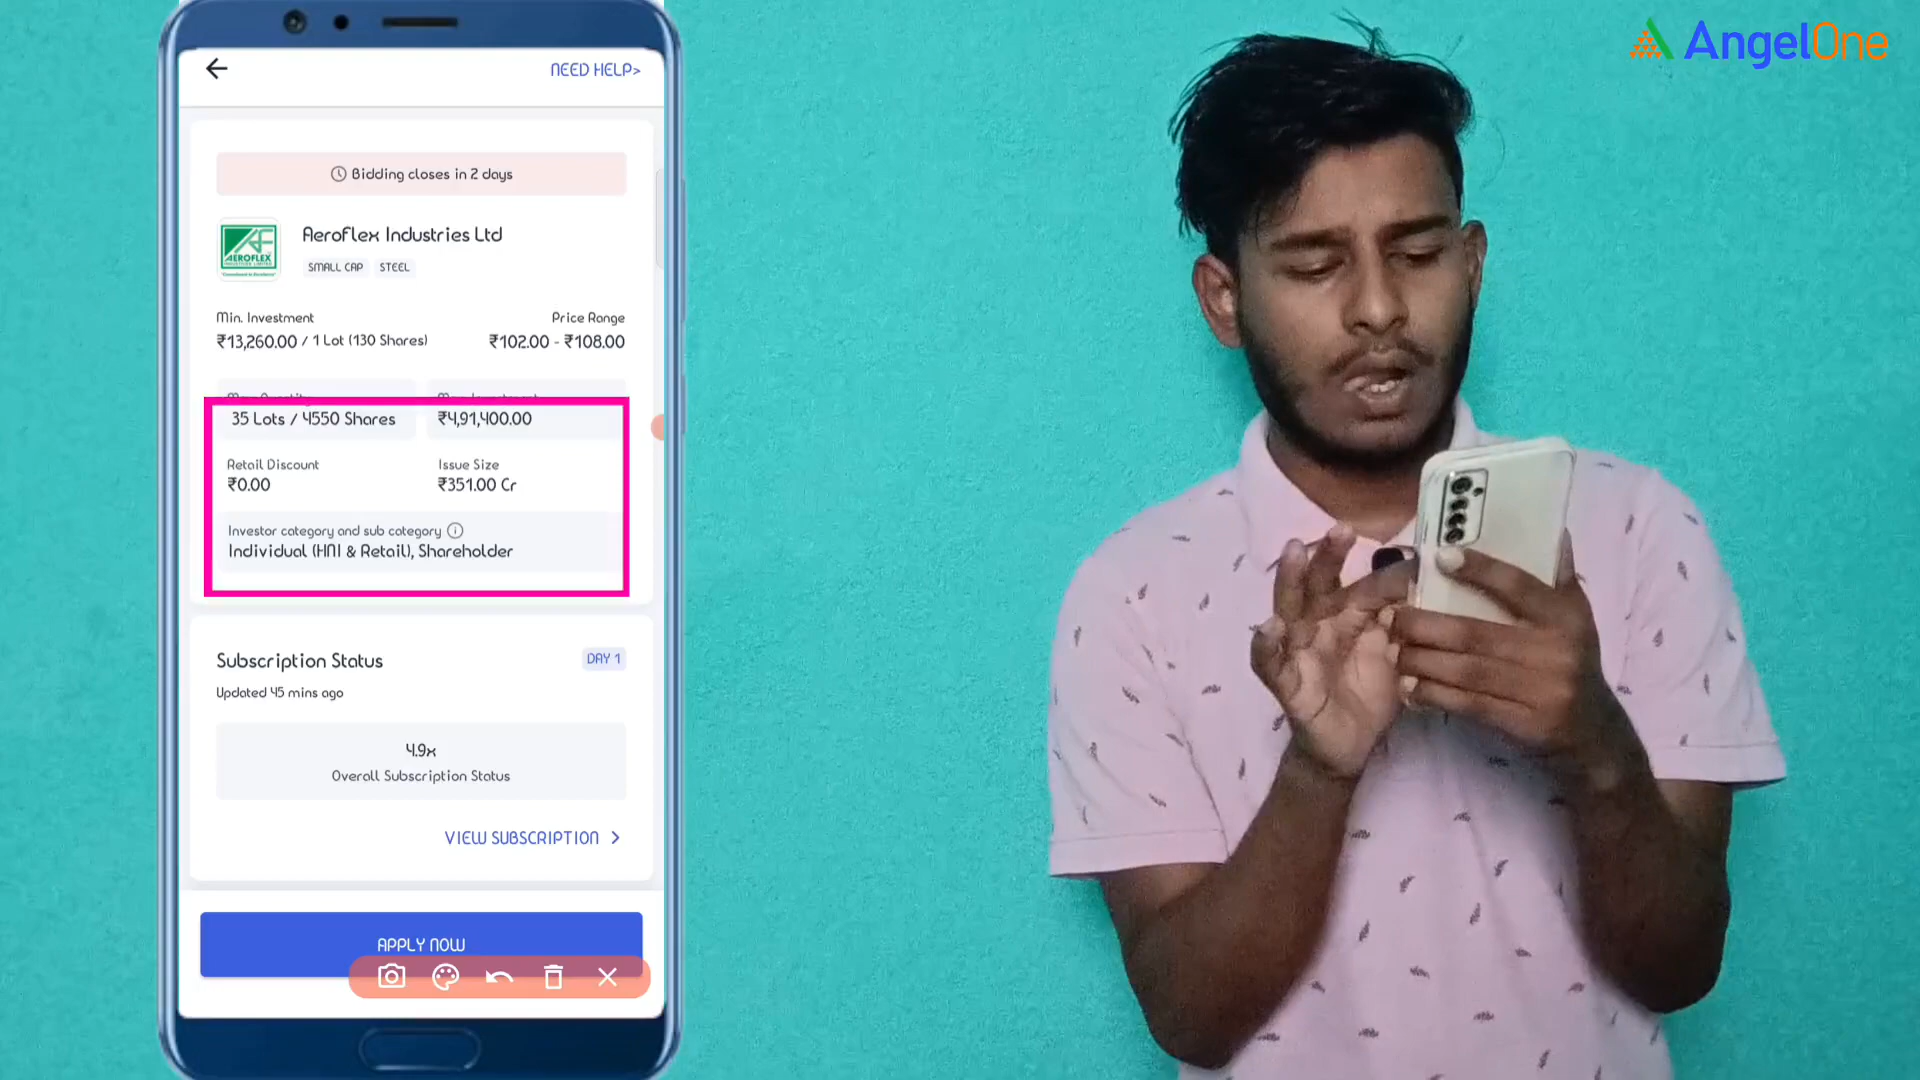 AngelOne
NEED HELP>
Bidding closes in 2 days
AEROFLEX
Aeroflex Industries Ltd
SMALL CAP STEEL
Min. Investment Price Range
₹13,260.00 / 1 Lot (130 Shares) ₹102.00 - ₹108.00
35 Lots / 4550 Shares ₹4,91,400.00
Retail Discount Issue Size
₹0.00 ₹351.00 Cr
Investor category and sub category
Individual (HNI & Retail), Shareholder
Subscription Status DAY 1
Updated 45 mins ago
4.9x
Overall Subscription Status
VIEW SUBSCRIPTION >
APPLY NOW